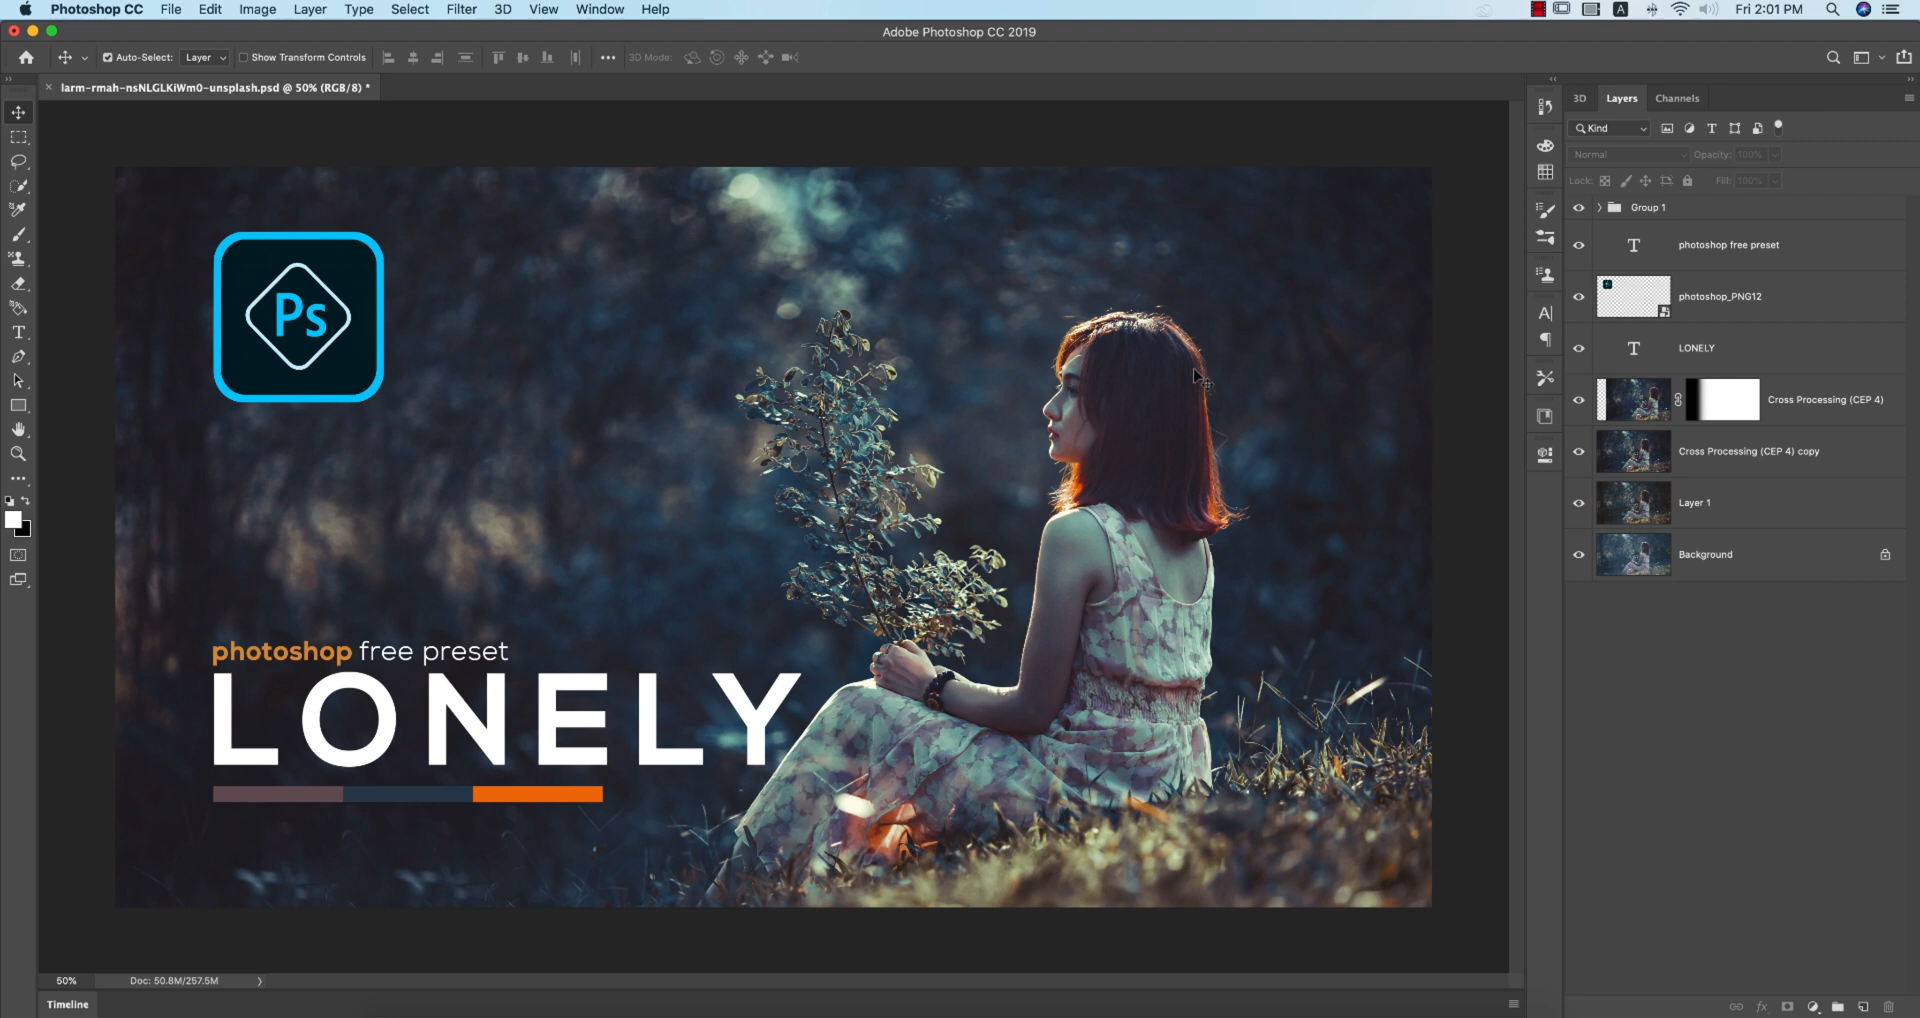 Photoshop CC File Edit Image Layer Type Select Filter 3D View Window Help A Fri 2:01 PM
Adobe Photoshop CC 2019
Auto-Select: Layer Show Transform Controls 3D Mode:
larm-rmah-nsNLGLKiWm0-unsplash.psd @ 50% (RGB/8) *
3D Layers Channels
Kind
Normal Opacity: 100%
Lock: Fill: 100%
Group 1
photoshop free preset
photoshop_PNG12
LONELY
Cross Processing (CEP 4)
Cross Processing (CEP 4) copy
Layer 1
Background
Ps
photoshop free preset
LONELY
50% Doc: 50.8M/257.5M
Timeline
fx